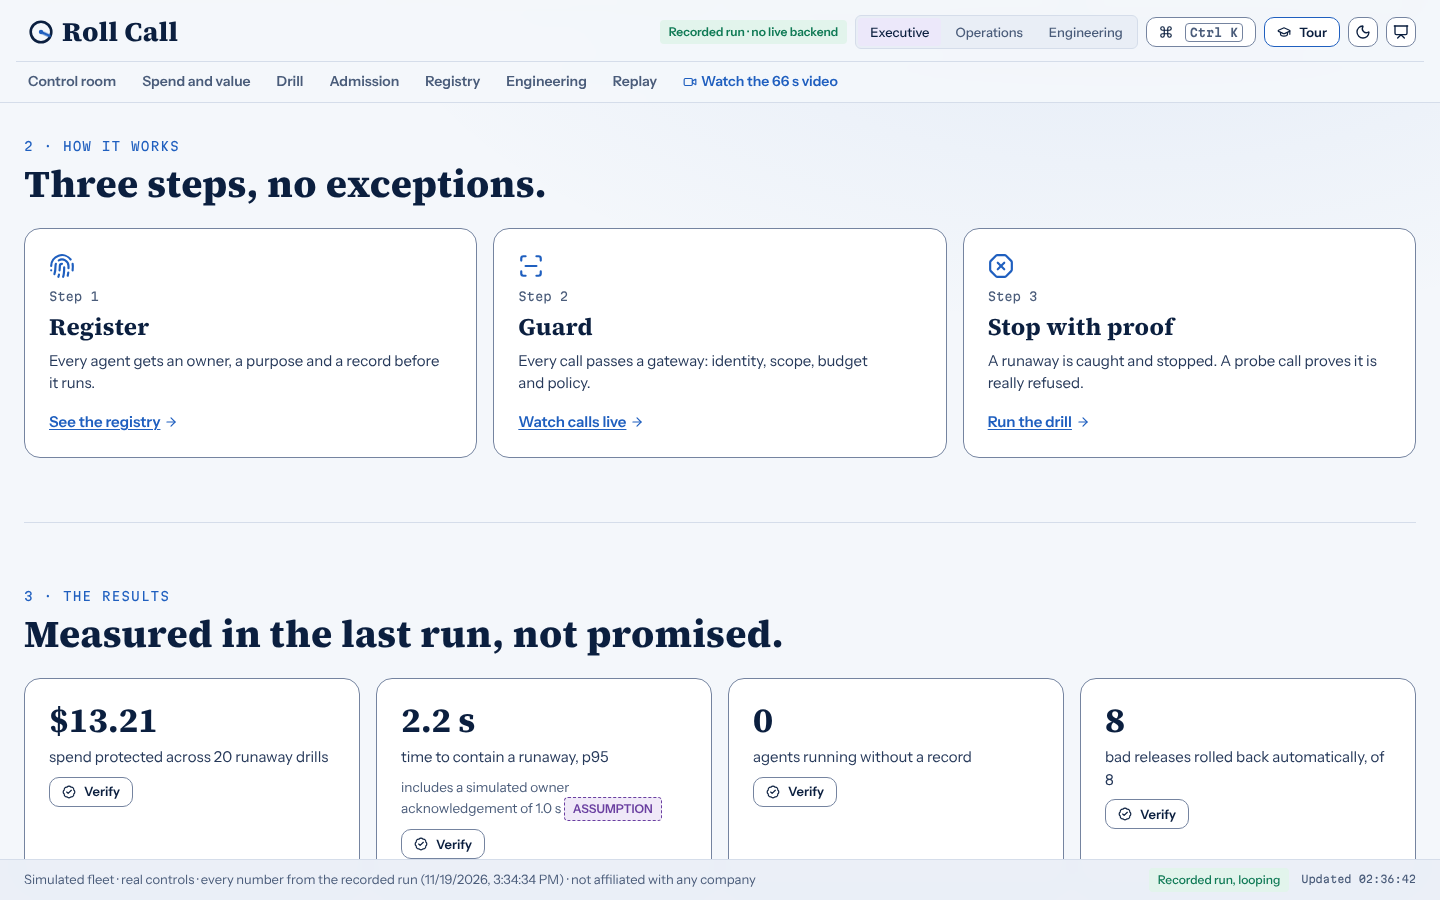 Roll Call
Recorded run · no live backend
Executive
Operations
Engineering
⌘ Ctrl K
Tour
Control room
Spend and value
Drill
Admission
Registry
Engineering
Replay
Watch the 66 s video
2 · HOW IT WORKS
Three steps, no exceptions.
Step 1
Register
Every agent gets an owner, a purpose and a record before
it runs.
See the registry →
Step 2
Guard
Every call passes a gateway: identity, scope, budget
and policy.
Watch calls live →
Step 3
Stop with proof
A runaway is caught and stopped. A probe call proves it is
really refused.
Run the drill →
3 · THE RESULTS
Measured in the last run, not promised.
$13.21
spend protected across 20 runaway drills
Verify
2.2 s
time to contain a runaway, p95
includes a simulated owner
acknowledgement of 1.0 s ASSUMPTION
Verify
0
agents running without a record
Verify
8
bad releases rolled back automatically, of
8
Verify
Simulated fleet · real controls · every number from the recorded run (11/19/2026, 3:34:34 PM) · not affiliated with any company
Recorded run, looping
Updated 02:36:42